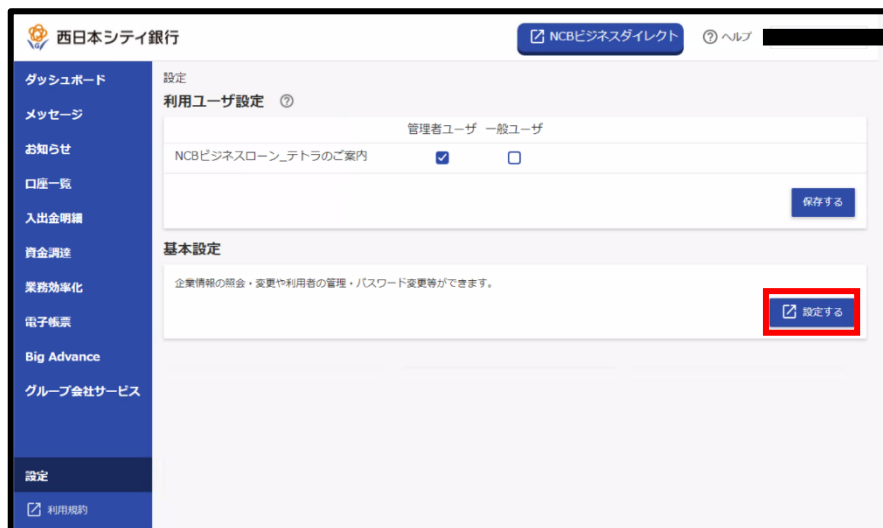 西日本シティ銀行
NCBビジネスダイレクト
ヘルプ
ダッシュボード
メッセージ
お知らせ
口座一覧
入出金明細
資金調達
業務効率化
電子帳票
Big Advance
グループ会社サービス
設定
利用規約
設定
利用ユーザ設定
管理者ユーザ 一般ユーザ
NCBビジネスローン_テトラのご案内
保存する
基本設定
企業情報の照会・変更や利用者の管理・パスワード変更等ができます。
設定する